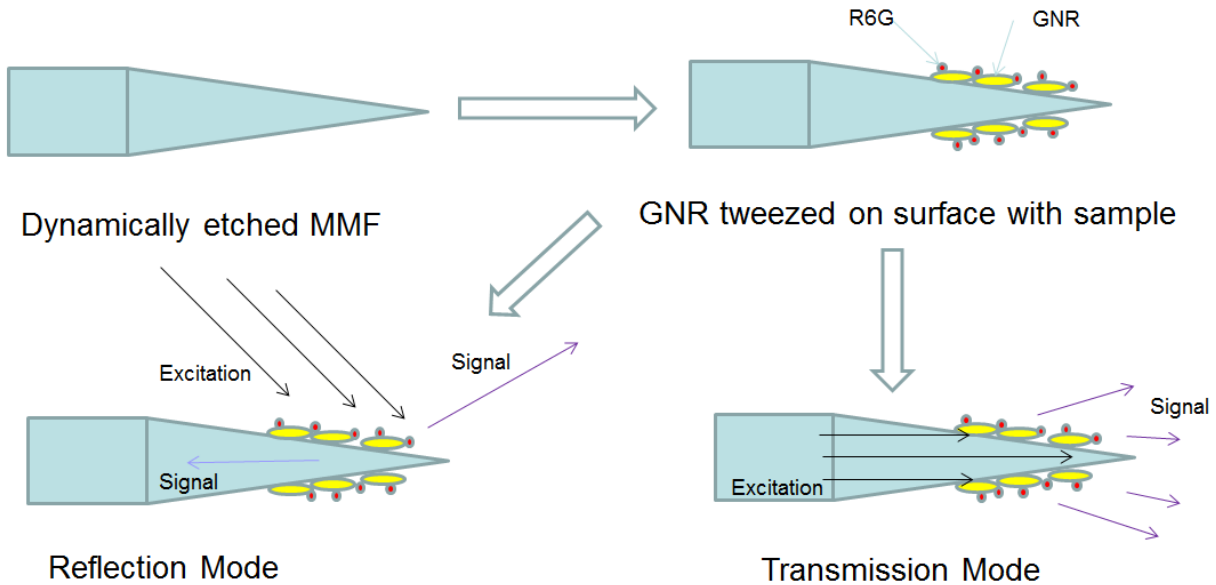 R6G
GNR
Dynamically etched MMF
GNR tweezed on surface with sample
Excitation
Signal
Signal
Reflection Mode
Signal
Excitation
Transmission Mode